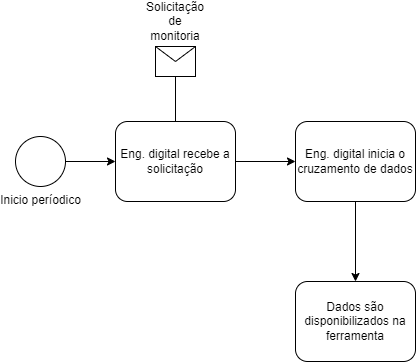 Solicitação
de
monitoria
Eng. digital recebe a
solicitação
Eng. digital inicia o
cruzamento de dados
Inicio períodico
Dados são
disponibilizados na
ferramenta